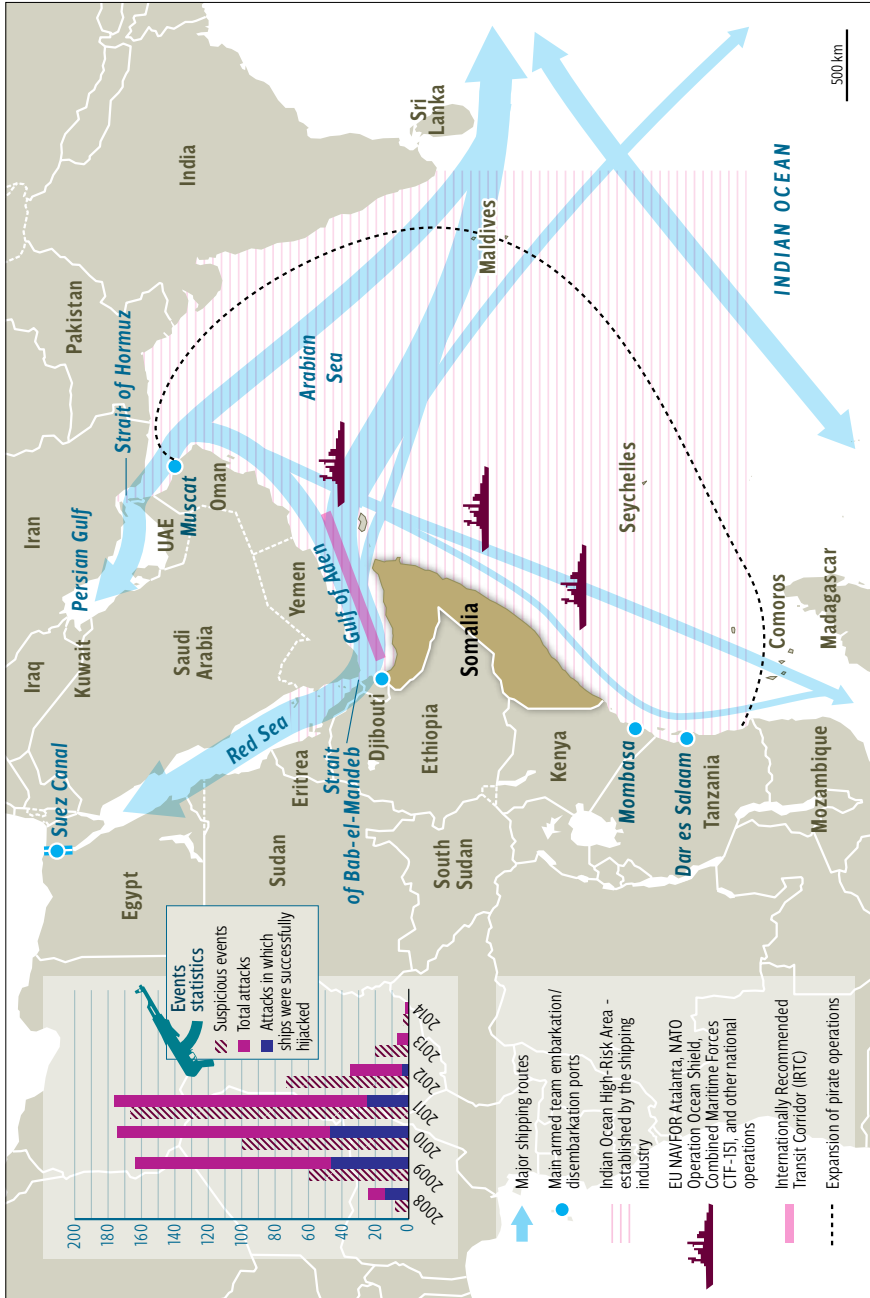 200
180
160
140
120
100
80
60
40
20
0
2008
2009
2010
2011
2012
2013
2014
Events
statistics
Suspicious events
Total attacks
Attacks in which
ships were successfully
hijacked
Major shipping routes
Main armed team embarkation/
disembarkation ports
Indian Ocean High-Risk Area -
established by the shipping
industry
EU NAVFOR Atalanta, NATO
Operation Ocean Shield,
Combined Maritime Forces
CTF-151, and other national
operations
Internationally Recommended
Transit Corridor (IRTC)
Expansion of pirate operations
Suez Canal
Egypt
Red Sea
Sudan
Eritrea
Strait
of Bab-el-Mandeb
Djibouti
Ethiopia
South
Sudan
Kenya
Mombasa
Dar es Salaam
Tanzania
Mozambique
Iraq
Kuwait
Saudi
Arabia
Yemen
Gulf of Aden
Somalia
Iran
Persian Gulf
UAE
Muscat
Oman
Strait of Hormuz
Pakistan
India
Arabian
Sea
Sri
Lanka
Maldives
Seychelles
Comoros
Madagascar
INDIAN OCEAN
500 km